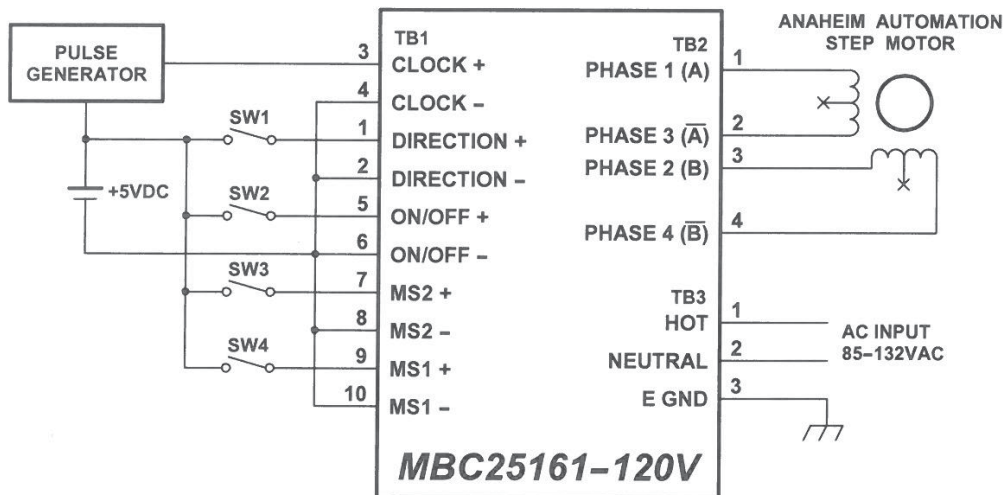 ANAHEIM AUTOMATION
STEP MOTOR
PULSE
GENERATOR
+5VDC
SW1
SW2
SW3
SW4
TB1
3 CLOCK +
4 CLOCK –
1 DIRECTION +
2 DIRECTION –
5 ON/OFF +
6 ON/OFF –
7 MS2 +
8 MS2 –
9 MS1 +
10 MS1 –
TB2
PHASE 1 (A) 1
PHASE 3 (A̅) 2
PHASE 2 (B) 3
PHASE 4 (B̅) 4
TB3
HOT 1
NEUTRAL 2
E GND 3
AC INPUT
85–132VAC
MBC25161–120V